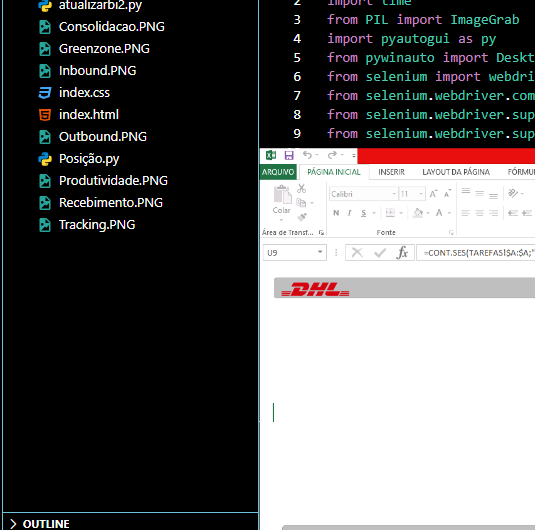 atualizarbi2.py
Consolidacao.PNG
Greenzone.PNG
Inbound.PNG
index.css
index.html
Outbound.PNG
Posição.py
Produtividade.PNG
Recebimento.PNG
Tracking.PNG
OUTLINE
2 import time
3 from PIL import ImageGrab
4 import pyautogui as py
5 from pywinauto import Deskt
6 from selenium import webdri
7 from selenium.webdriver.com
8 from selenium.webdriver.sup
9 from selenium.webdriver.sup
ARQUIVO PÁGINA INICIAL INSERIR LAYOUT DA PÁGINA FÓRMU
Colar
Calibri 11
N I S
Área de Transf... Fonte
U9 fx =CONT.SES(TAREFAS!$A:$A;"
DHL